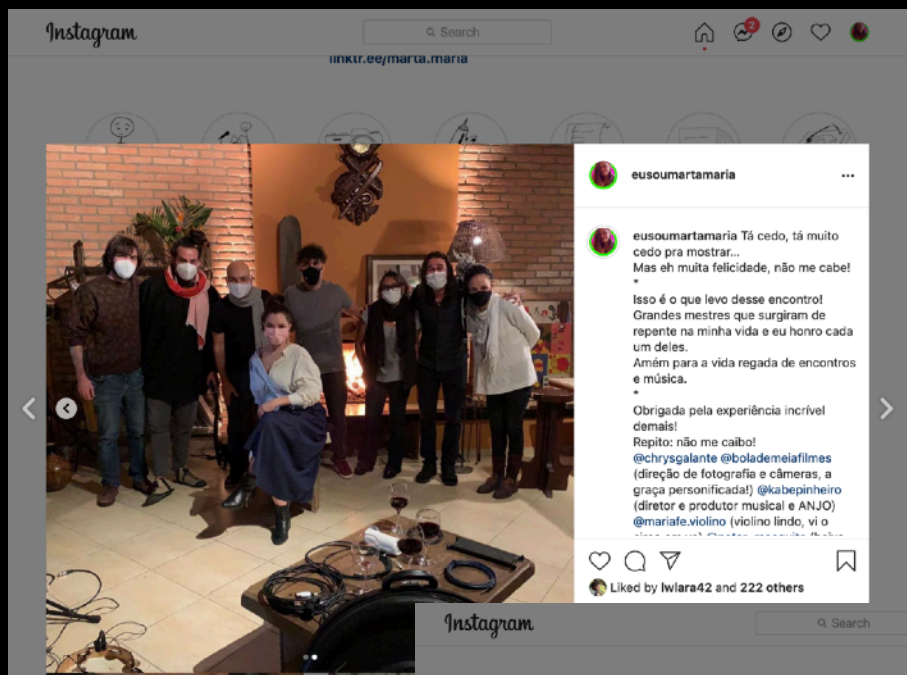 Instagram
Search
2
linktr.ee/marta.maria
eusoumartamaria
eusoumartamaria Tá cedo, tá muito
cedo pra mostrar...
Mas eh muita felicidade, não me cabe!
*
Isso é o que levo desse encontro!
Grandes mestres que surgiram de
repente na minha vida e eu honro cada
um deles.
Amém para a vida regada de encontros
e música.
*
Obrigada pela experiência incrível
demais!
Repito: não me caibo!
@chrysgalante @bolademeiafilmes
(direção de fotografia e câmeras, a
graça personificada!) @kabepinheiro
(diretor e produtor musical e ANJO)
@mariafe.violino (violino lindo, vi o
Liked by lwlara42 and 222 others
Instagram
Search